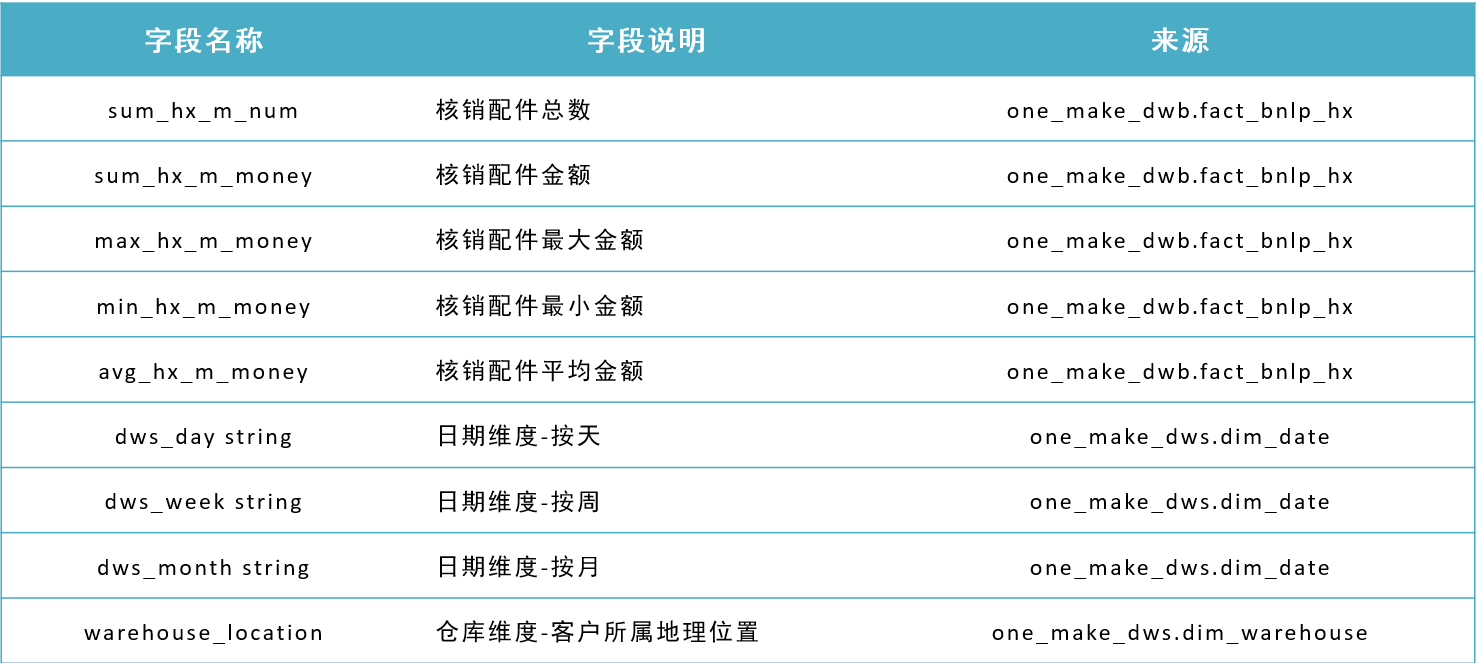 字段名称 字段说明 来源
sum_hx_m_num 核销配件总数 one_make_dwb.fact_bnlp_hx
sum_hx_m_money 核销配件金额 one_make_dwb.fact_bnlp_hx
max_hx_m_money 核销配件最大金额 one_make_dwb.fact_bnlp_hx
min_hx_m_money 核销配件最小金额 one_make_dwb.fact_bnlp_hx
avg_hx_m_money 核销配件平均金额 one_make_dwb.fact_bnlp_hx
dws_day string 日期维度-按天 one_make_dws.dim_date
dws_week string 日期维度-按周 one_make_dws.dim_date
dws_month string 日期维度-按月 one_make_dws.dim_date
warehouse_location 仓库维度-客户所属地理位置 one_make_dws.dim_warehouse